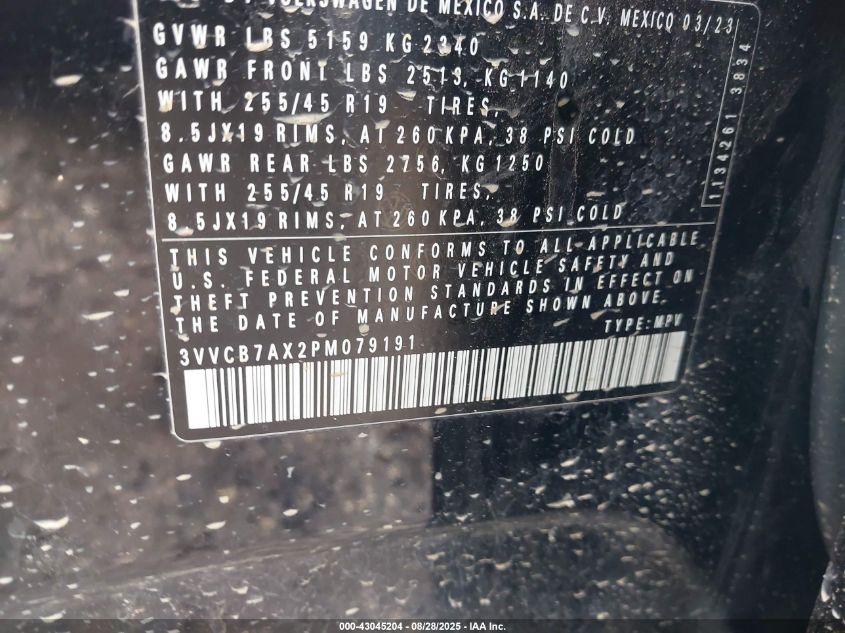 VOLKSWAGEN DE MEXICO S.A. DE C.V. MEXICO 03/23
GVWR LBS 5159 KG 2340
GAWR FRONT LBS 2513, KG 1140
WITH 255/45 R19 TIRES,
8.5JX19 RIMS, AT 260 KPA, 38 PSI COLD
GAWR REAR LBS 2756, KG 1250
WITH 255/45 R19 TIRES,
8.5JX19 RIMS, AT 260 KPA, 38 PSI COLD
1J34261 3834
THIS VEHICLE CONFORMS TO ALL APPLICABLE
U.S. FEDERAL MOTOR VEHICLE SAFETY AND
THEFT PREVENTION STANDARDS IN EFFECT ON
THE DATE OF MANUFACTURE SHOWN ABOVE.
TYPE: MPV
3VVCB7AX2PM079191
000-43045204 - 08/28/2025 - IAA Inc.